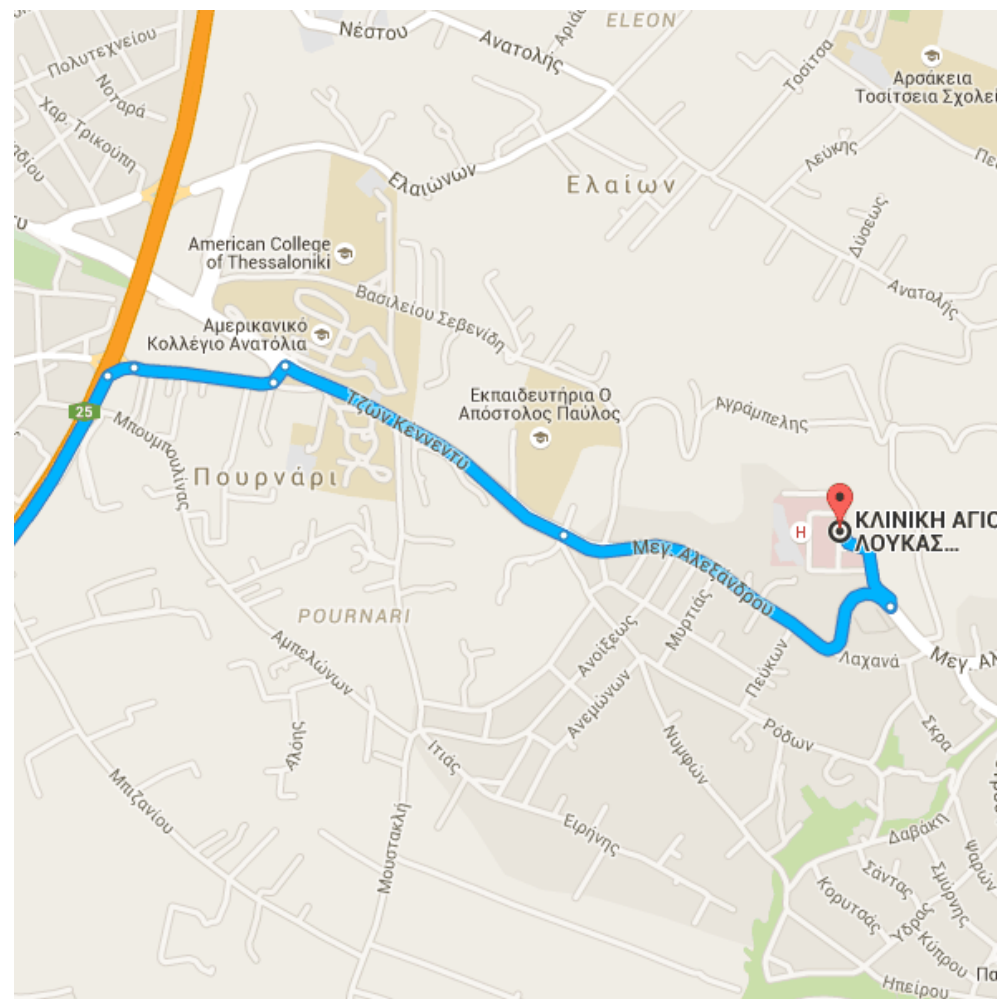 ELEON
Νέστου
Ανατολής
Πολυτεχνείου
Νοταρά
Χαρ. Τρικούπη
Τοσίτσα
Αρσάκεια
Τοσίτσεια Σχολεί
Λεύκης
Ελαιώνων
Ελαίων
Δύσεως
Ανατολής
American College
of Thessaloniki
Βασιλείου Σεβενίδη
Αμερικανικό
Κολλέγιο Ανατόλια
Τζών Κέννεντυ
Εκπαιδευτήρια Ο
Απόστολος Παύλος
Αγράμπελης
25
Μπουμπουλίνας
Πουρνάρι
H
ΚΛΙΝΙΚΗ ΑΓΙΟ
ΛΟΥΚΑΣ...
Μεγ. Αλεξάνδρου
POURNARI
Αμπελώνων
Ανοίξεως
Μυρτιάς
Πεύκων
Λαχανά
Μεγ. Αλ
Ανεμώνων
Νυμφών
Ρόδων
Σκρα
Αλόης
Ιτιάς
Μπιζανίου
Μουστακλή
Ειρήνης
Δαβάκη
Ψαρών
Σάντας
Σμύρνης
Κορυτσάς
Ύδρας
Κύπρου
Ηπείρου
Πα